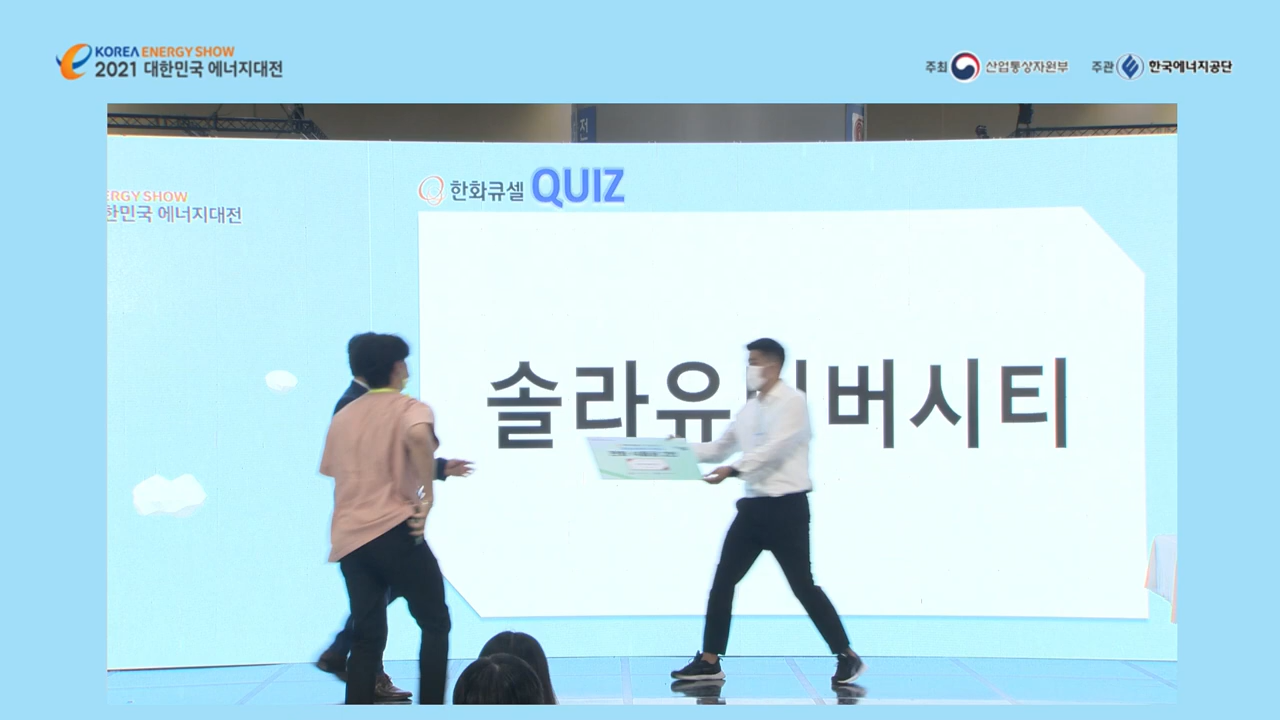 KOREA ENERGY SHOW
2021 대한민국 에너지대전
주최 산업통상자원부 주관 한국에너지공단
전
RGY SHOW
한민국 에너지대전
한화큐셀 QUIZ
솔라유 버시티